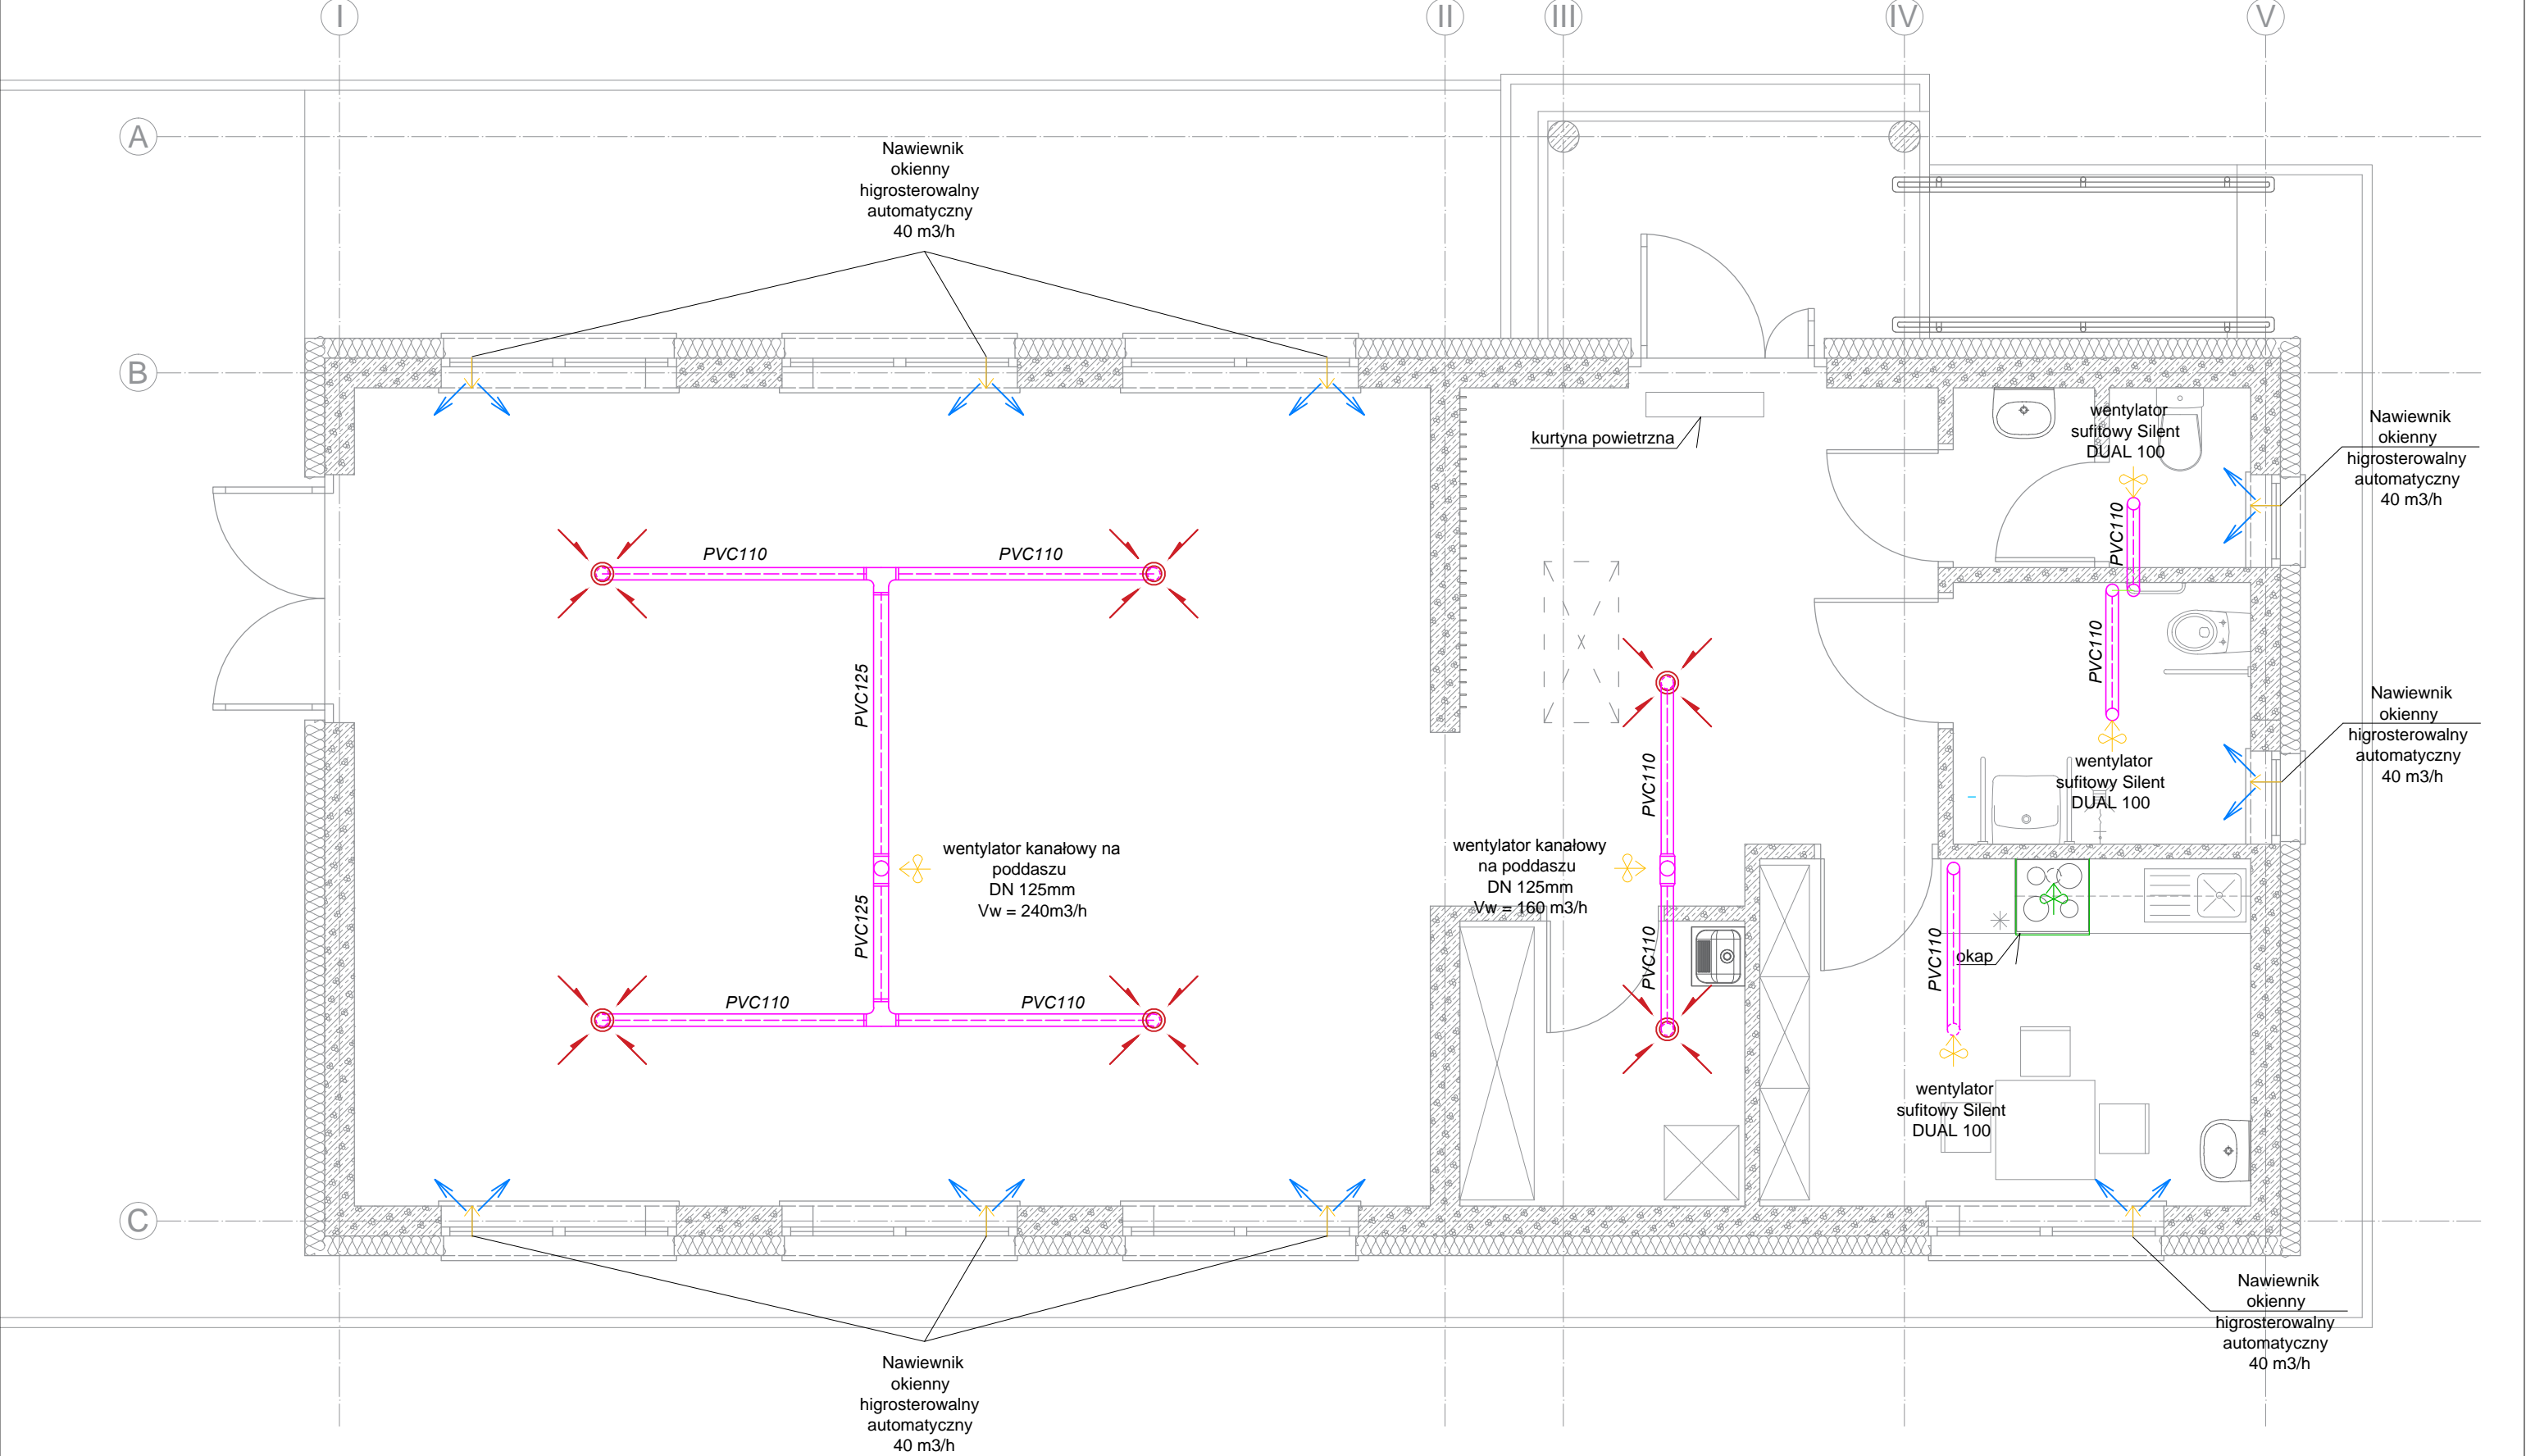 I
II
III
IV
V
A
Nawiewnik
okienny
higrosterowalny
automatyczny
40 m3/h
B
wentylator
sufitowy Silent
DUAL 100
Nawiewnik
okienny
higrosterowalny
automatyczny
40 m3/h
kurtyna powietrzna
PVC110
PVC110
PVC110
PVC110
PVC125
Nawiewnik
okienny
higrosterowalny
automatyczny
40 m3/h
PVC110
wentylator
sufitowy Silent
DUAL 100
wentylator kanałowy na
poddaszu
DN 125mm
Vw = 240m3/h
wentylator kanałowy
na poddaszu
DN 125mm
Vw = 160 m3/h
PVC125
PVC110
PVC110
okap
PVC110
PVC110
wentylator
sufitowy Silent
DUAL 100
C
Nawiewnik
okienny
higrosterowalny
automatyczny
40 m3/h
Nawiewnik
okienny
higrosterowalny
automatyczny
40 m3/h